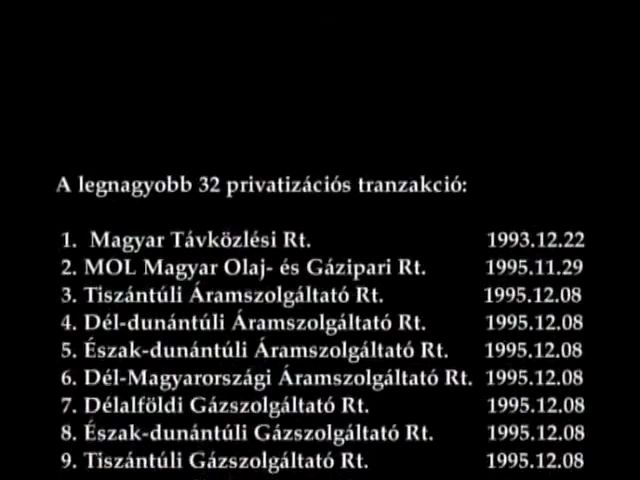 A legnagyobb 32 privatizációs tranzakció:
1. Magyar Távközlési Rt. 1993.12.22
2. MOL Magyar Olaj- és Gázipari Rt. 1995.11.29
3. Tiszántúli Áramszolgáltató Rt. 1995.12.08
4. Dél-dunántúli Áramszolgáltató Rt. 1995.12.08
5. Észak-dunántúli Áramszolgáltató Rt. 1995.12.08
6. Dél-Magyarországi Áramszolgáltató Rt. 1995.12.08
7. Délalföldi Gázszolgáltató Rt. 1995.12.08
8. Észak-dunántúli Gázszolgáltató Rt. 1995.12.08
9. Tiszántúli Gázszolgáltató Rt. 1995.12.08